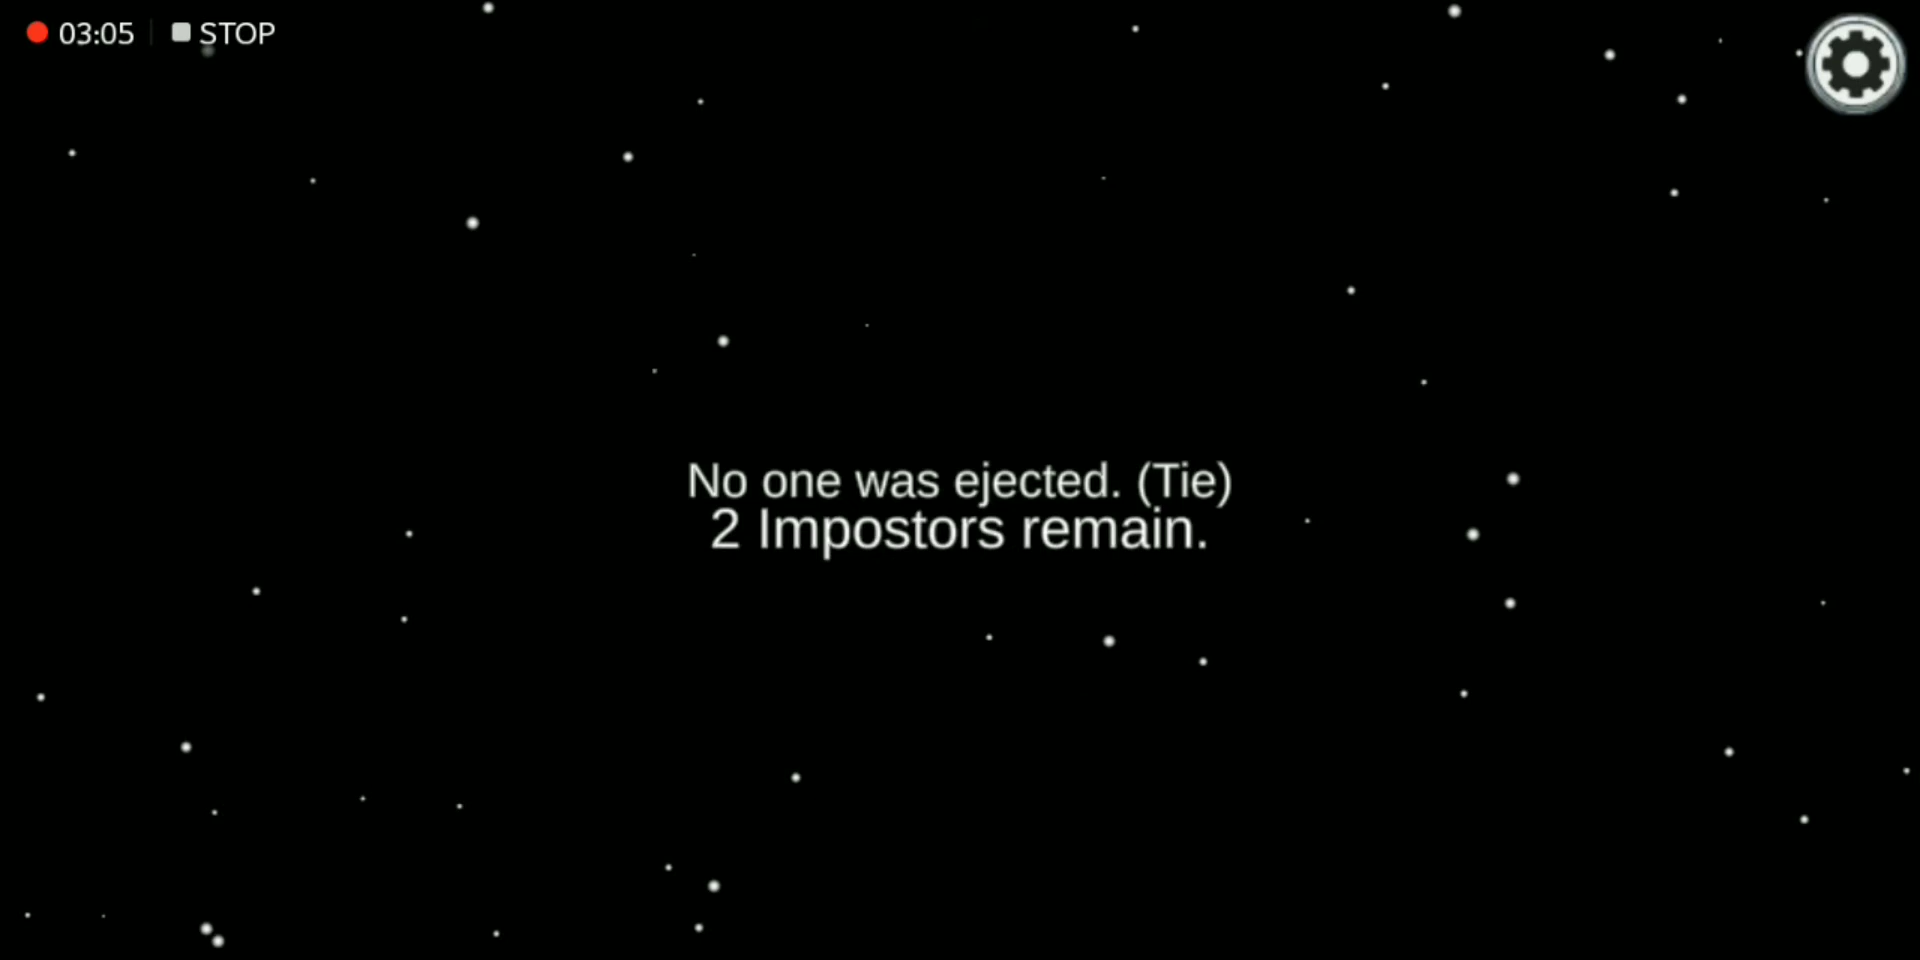 03:05 STOP
No one was ejected. (Tie)
2 Impostors remain.